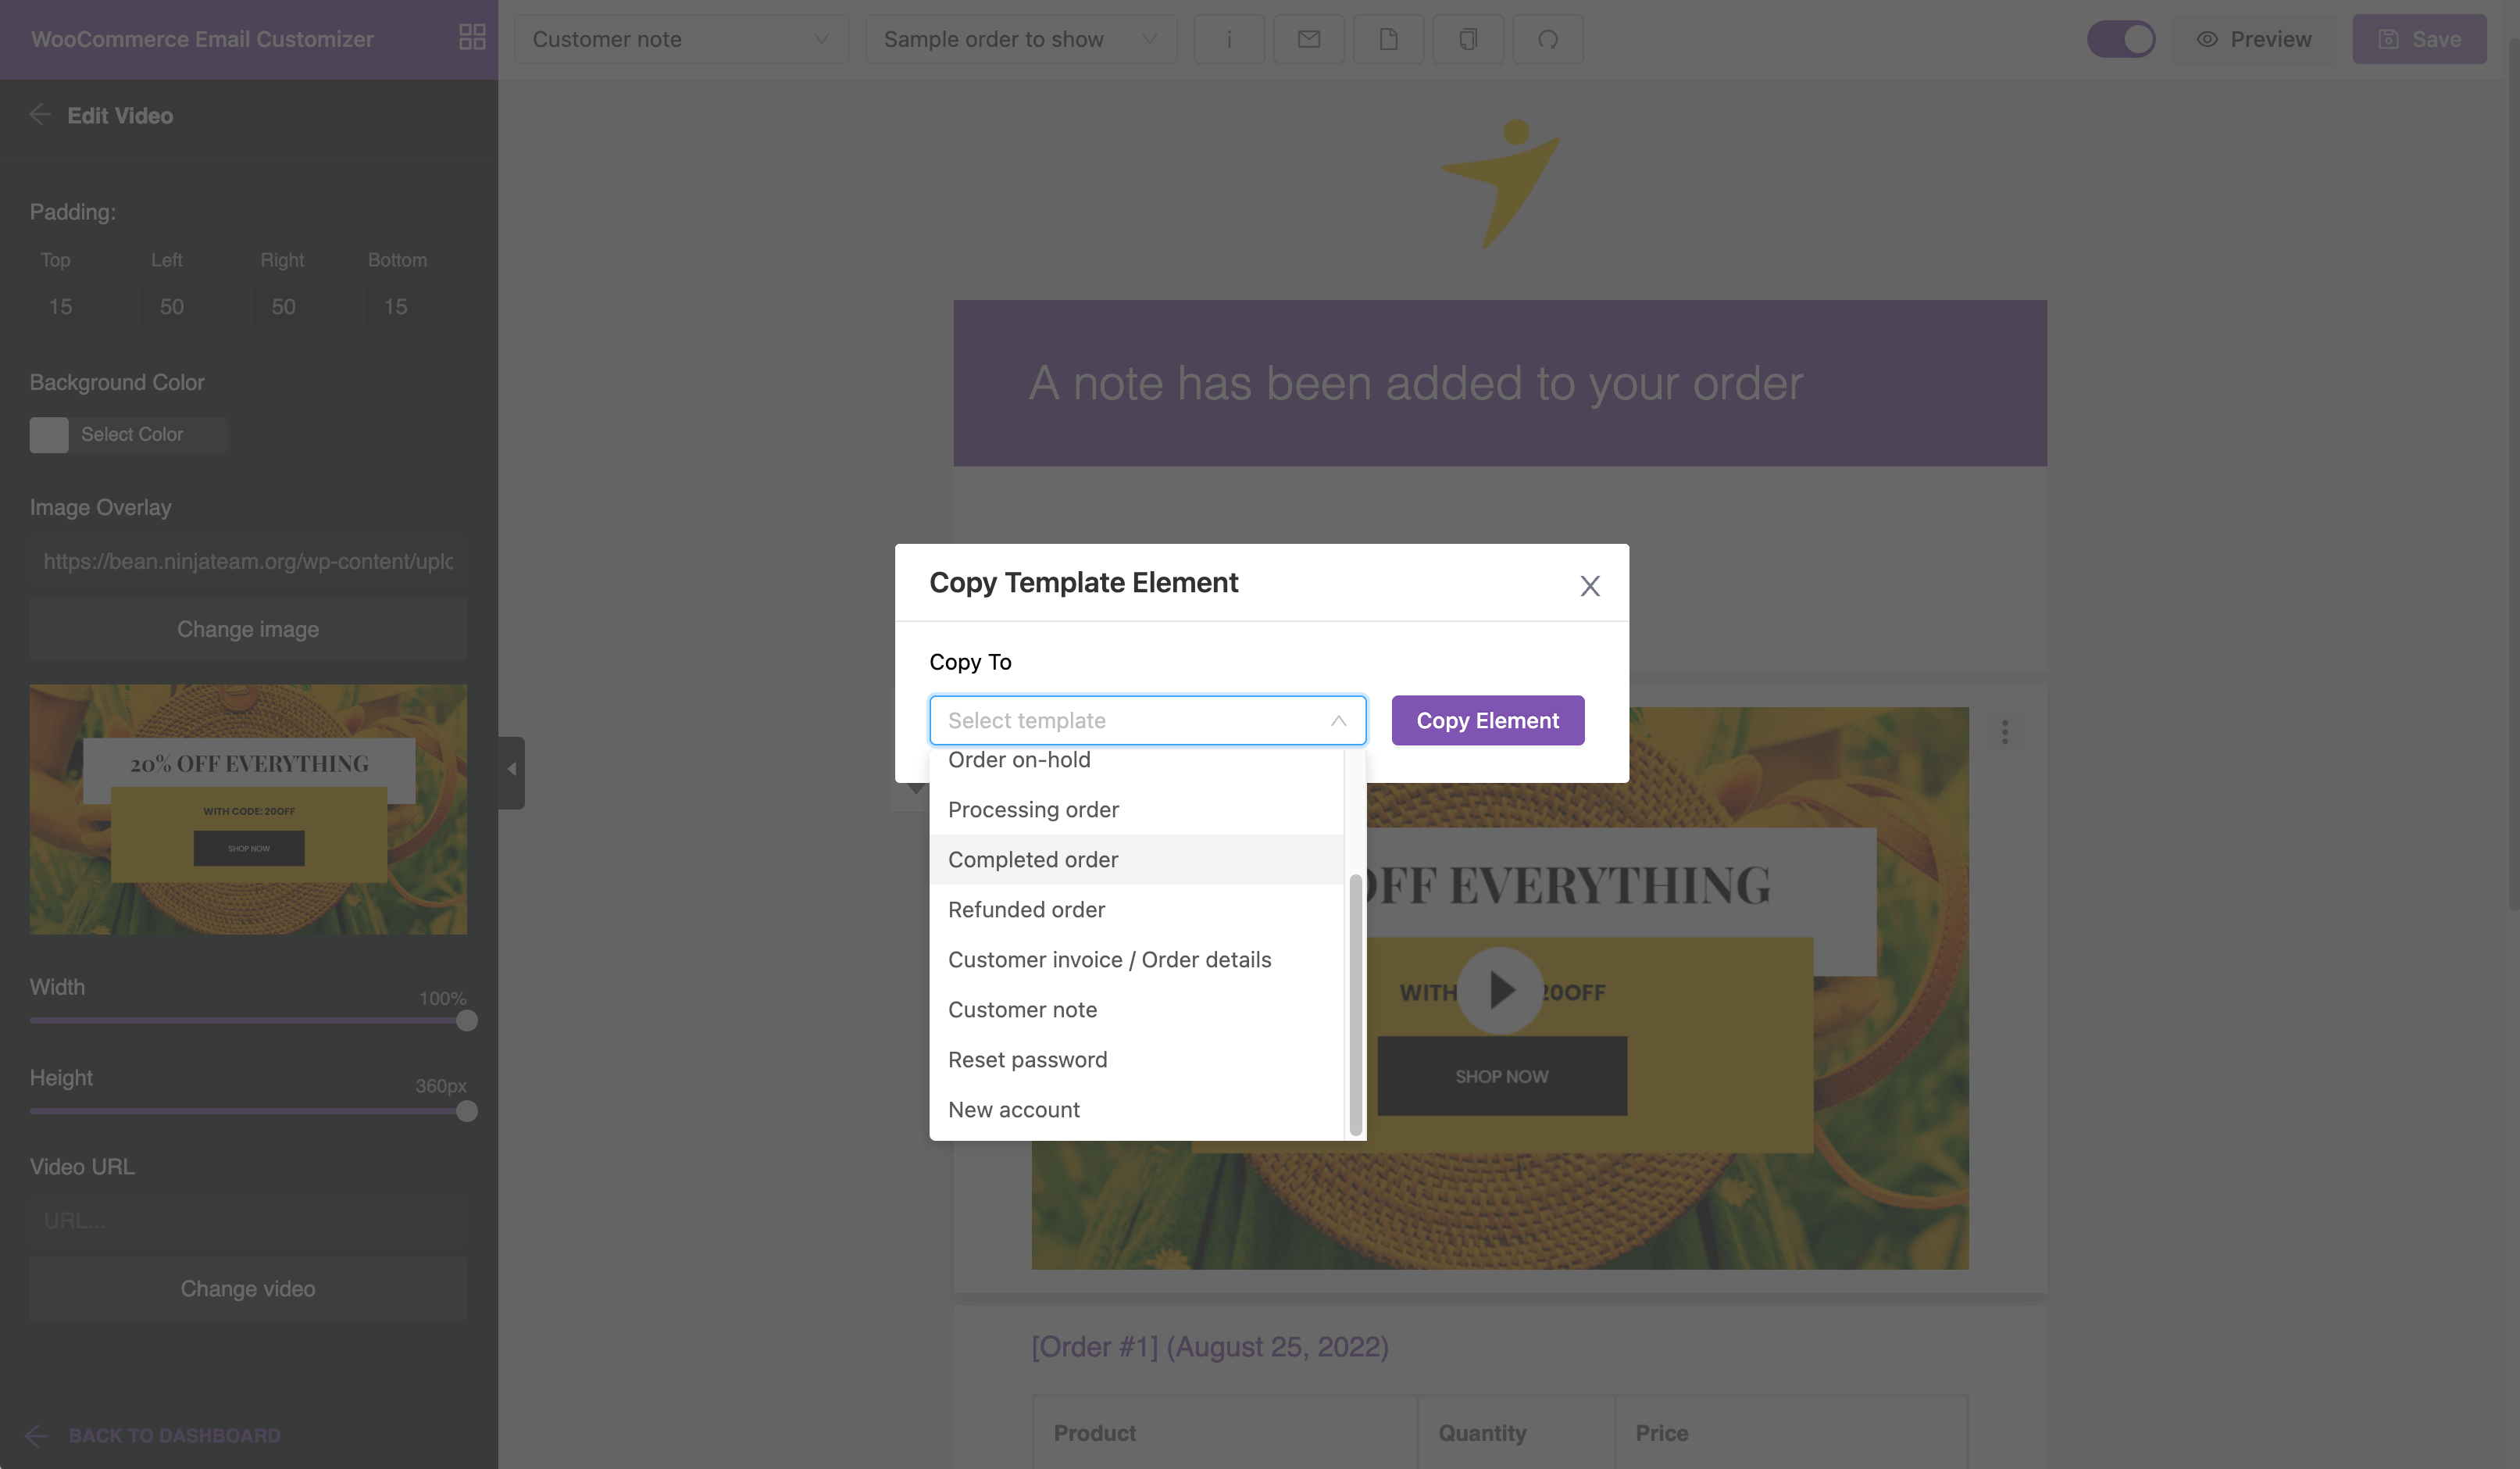 WooCommerce Email Customizer
Customer note
Sample order to show
i
Preview
Save
Edit Video
Padding:
Top
Left
Right
Bottom
15
50
50
15
Background Color
Select Color
Image Overlay
https://bean.ninjateam.org/wp-content/uplo
Change image
20% OFF EVERYTHING
WITH CODE: 20OFF
SHOP NOW
Width
100%
Height
360px
Video URL
URL...
Change video
BACK TO DASHBOARD
A note has been added to your order
Copy Template Element
X
Copy To
Select template
Copy Element
Order on-hold
Processing order
Completed order
Refunded order
Customer invoice / Order details
Customer note
Reset password
New account
OFF EVERYTHING
WITH 20OFF
SHOP NOW
[Order #1] (August 25, 2022)
Product
Quantity
Price